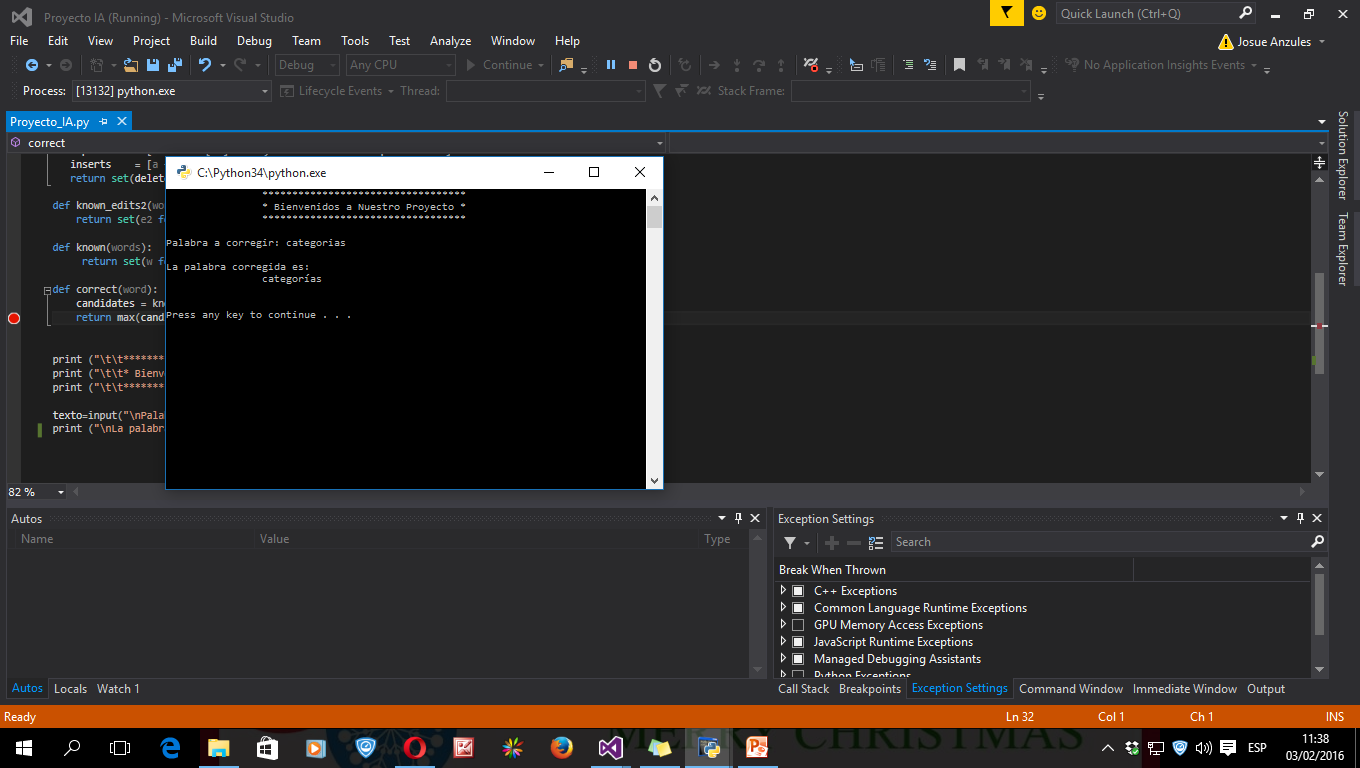 Proyecto IA (Running) - Microsoft Visual Studio
Quick Launch (Ctrl+Q)
File Edit View Project Build Debug Team Tools Test Analyze Window Help
Josue Anzules
Debug Any CPU Continue No Application Insights Events
Process: [13132] python.exe Lifecycle Events Thread: Stack Frame:
Proyecto_IA.py
correct
inserts = [a
return set(delet
def known_edits2(wo
return set(e2 f
def known(words):
return set(w f
def correct(word):
candidates = kn
return max(cand
print ("\t\t*******
print ("\t\t* Bienv
print ("\t\t*******
texto=input("\nPala
print ("\nLa palabr
82 %
C:\Python34\python.exe
**********************************
* Bienvenidos a Nuestro Proyecto *
**********************************
Palabra a corregir: categorias
La palabra corregida es:
categorías
Press any key to continue . . .
Solution Explorer
Team Explorer
Autos
Name Value Type
Autos Locals Watch 1
Exception Settings
Search
Break When Thrown
C++ Exceptions
Common Language Runtime Exceptions
GPU Memory Access Exceptions
JavaScript Runtime Exceptions
Managed Debugging Assistants
Python Exceptions
Call Stack Breakpoints Exception Settings Command Window Immediate Window Output
Ready Ln 32 Col 1 Ch 1 INS
CHRISTMAS
ESP
11:38
03/02/2016